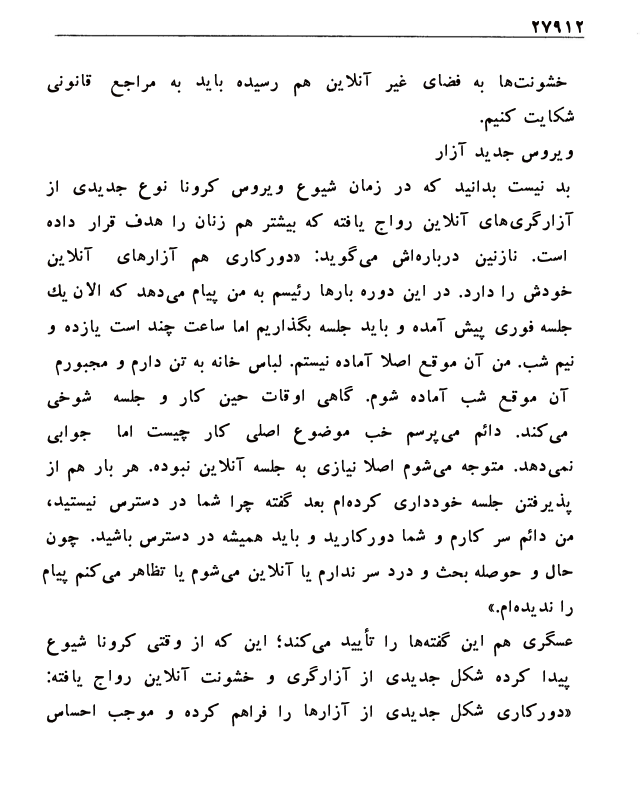 ۲۷۹۱۲
خشونت‌ها به فضای غیر آنلاین هم رسیده باید به مراجع قانونی
شکایت کنیم.
ویروس جدید آزار
بد نیست بدانید که در زمان شیوع ویروس کرونا نوع جدیدی از
آزارگری‌های آنلاین رواج یافته که بیشتر هم زنان را هدف قرار داده
است. نازنین درباره‌اش می‌گوید: «دورکاری هم آزارهای آنلاین
خودش را دارد. در این دوره بارها رئیسم به من پیام می‌دهد که الان یك
جلسه فوری پیش آمده و باید جلسه بگذاریم اما ساعت چند است یازده و
نیم شب. من آن موقع اصلا آماده نیستم. لباس خانه به تن دارم و مجبورم
آن موقع شب آماده شوم. گاهی اوقات حین کار و جلسه شوخی
می‌کند. دائم می‌پرسم خب موضوع اصلی کار چیست اما جوابی
نمی‌دهد. متوجه می‌شوم اصلا نیازی به جلسه آنلاین نبوده. هر بار هم از
پذیرفتن جلسه خودداری کرده‌ام بعد گفته چرا شما در دسترس نیستید،
من دائم سر کارم و شما دورکارید و باید همیشه در دسترس باشید. چون
حال و حوصله بحث و درد سر ندارم یا آنلاین می‌شوم یا تظاهر می‌کنم پیام
را ندیده‌ام.»
عسگری هم این گفته‌ها را تأیید می‌کند؛ این که از وقتی کرونا شیوع
پیدا کرده شکل جدیدی از آزارگری و خشونت آنلاین رواج یافته:
«دورکاری شکل جدیدی از آزارها را فراهم کرده و موجب احساس